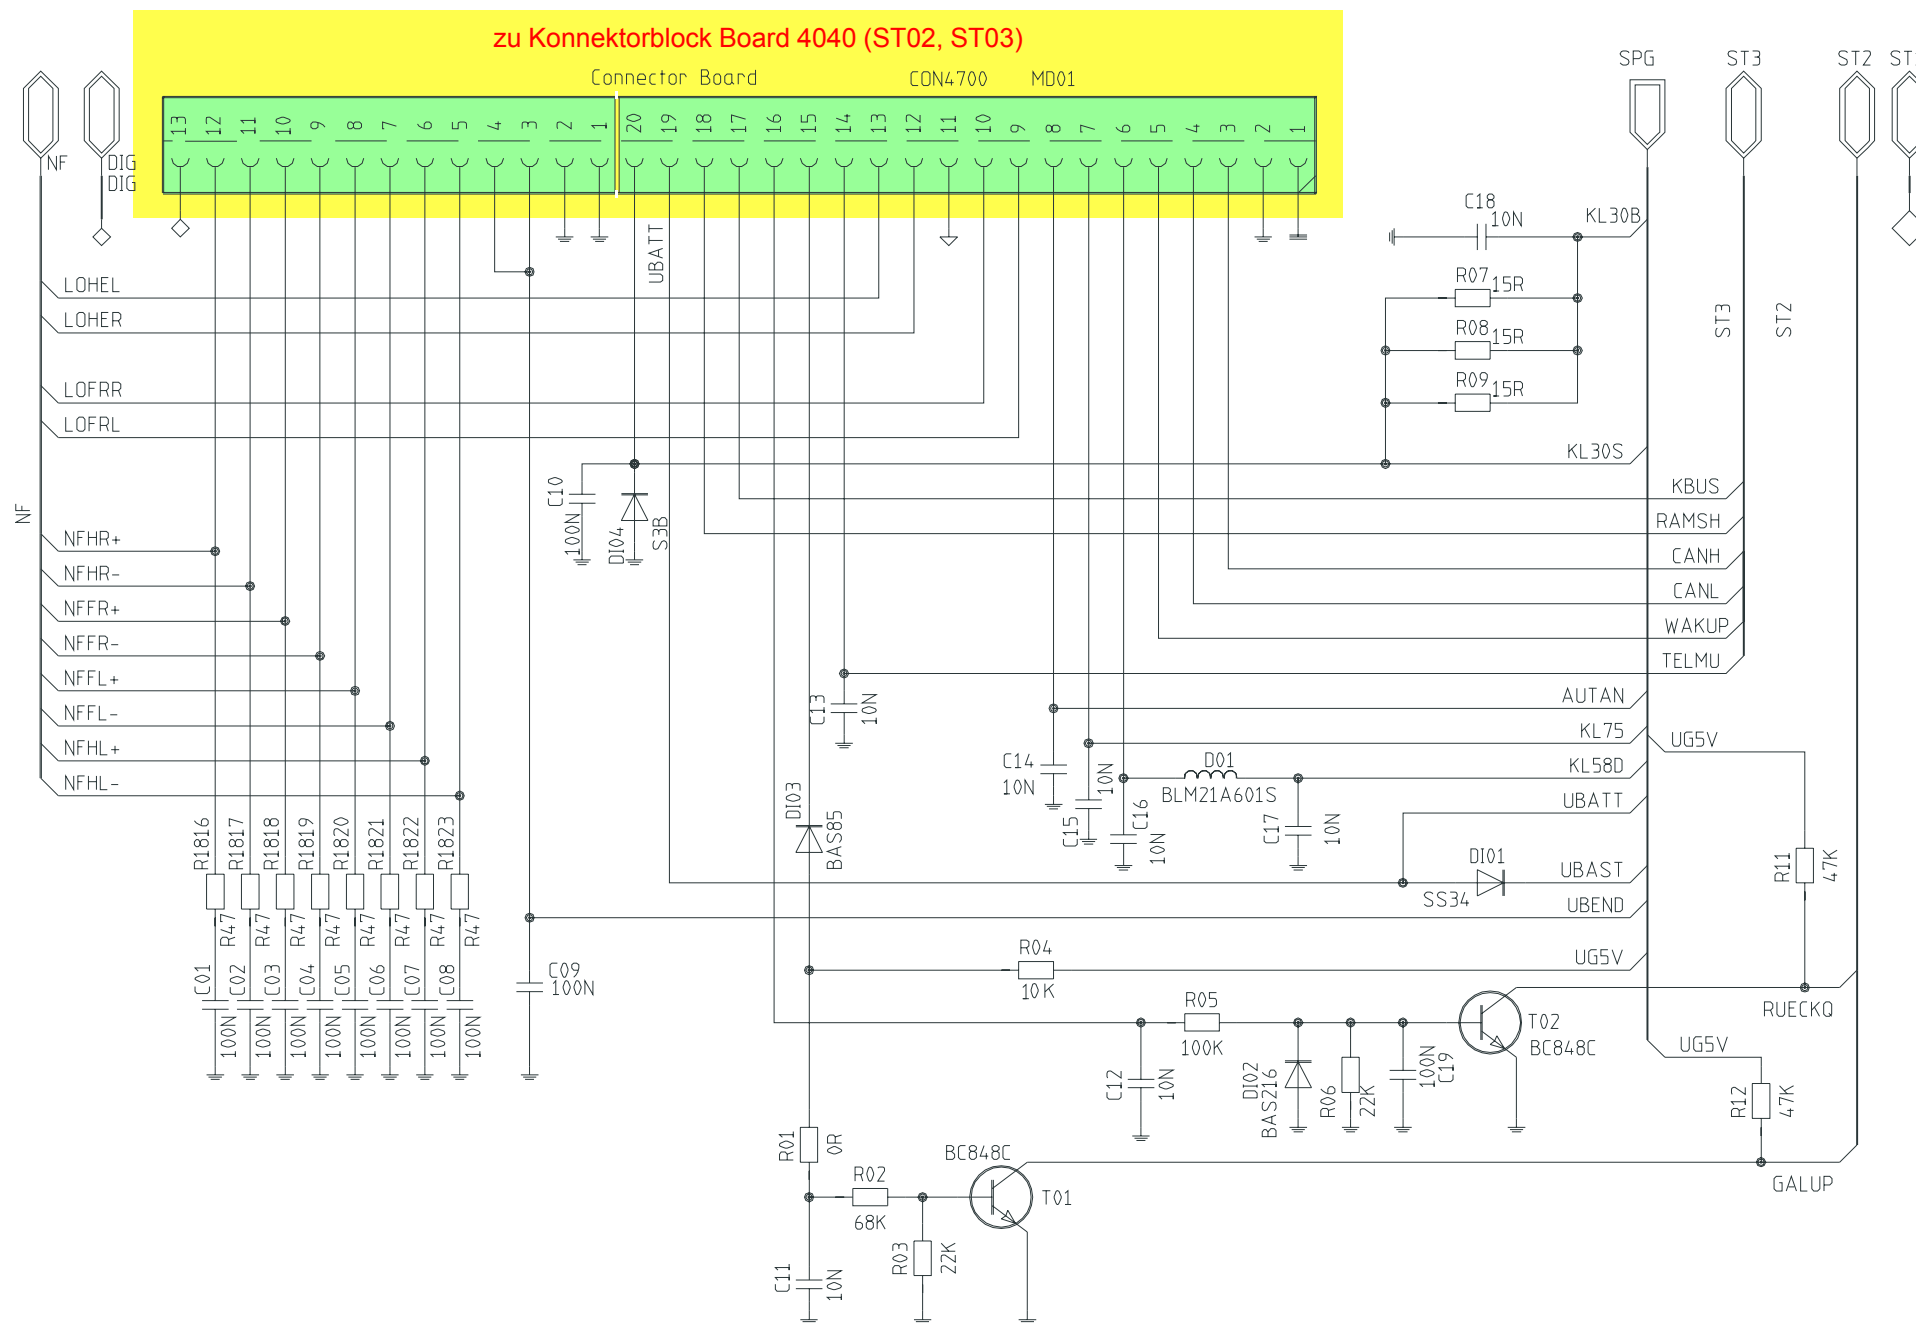 zu Konnektorblock Board 4040 (ST02, ST03)
Connector Board CON4700 MD01
SPG ST3 ST2
NF DIG
DIG
13 12 11 10 9 8 7 6 5 4 3 2 1 20 19 18 17 16 15 14 13 12 11 10 9 8 7 6 5 4 3 2 1
UBATT
C18
10N
KL30B
LOHEL
R07 15R
LOHER
R08 15R
ST3 ST2
LOFRR
R09 15R
LOFRL
KL30S
C10 100N
DI04 S3B
KBUS
RAMSH
NF
NFHR+
CANH
NFHR-
CANL
NFFR+
WAKUP
NFFR-
TELMU
NFFL+
AUTAN
C13 10N
NFFL-
KL75
UG5V
NFHL+
KL58D
C14 10N
C15 10N
C16 10N
D01
BLM21A601S
C17 10N
NFHL-
UBATT
DI03 BAS85
R1816 R1817 R1818 R1819 R1820 R1821 R1822 R1823
R47 R47 R47 R47 R47 R47 R47 R47
DI01
SS34
UBAST
R11 47K
UBEND
C01 C02 C03 C04 C05 C06 C07 C08
100N 100N 100N 100N 100N 100N 100N 100N
C09
100N
R04
10K
UG5V
R05
100K
T02
BC848C
RUECKQ
C12 10N
DI02 BAS216
R06 22K
100N C19
UG5V
R12 47K
R01 0R
BC848C
T01
R02
68K
GALUP
R03 22K
C11 10N